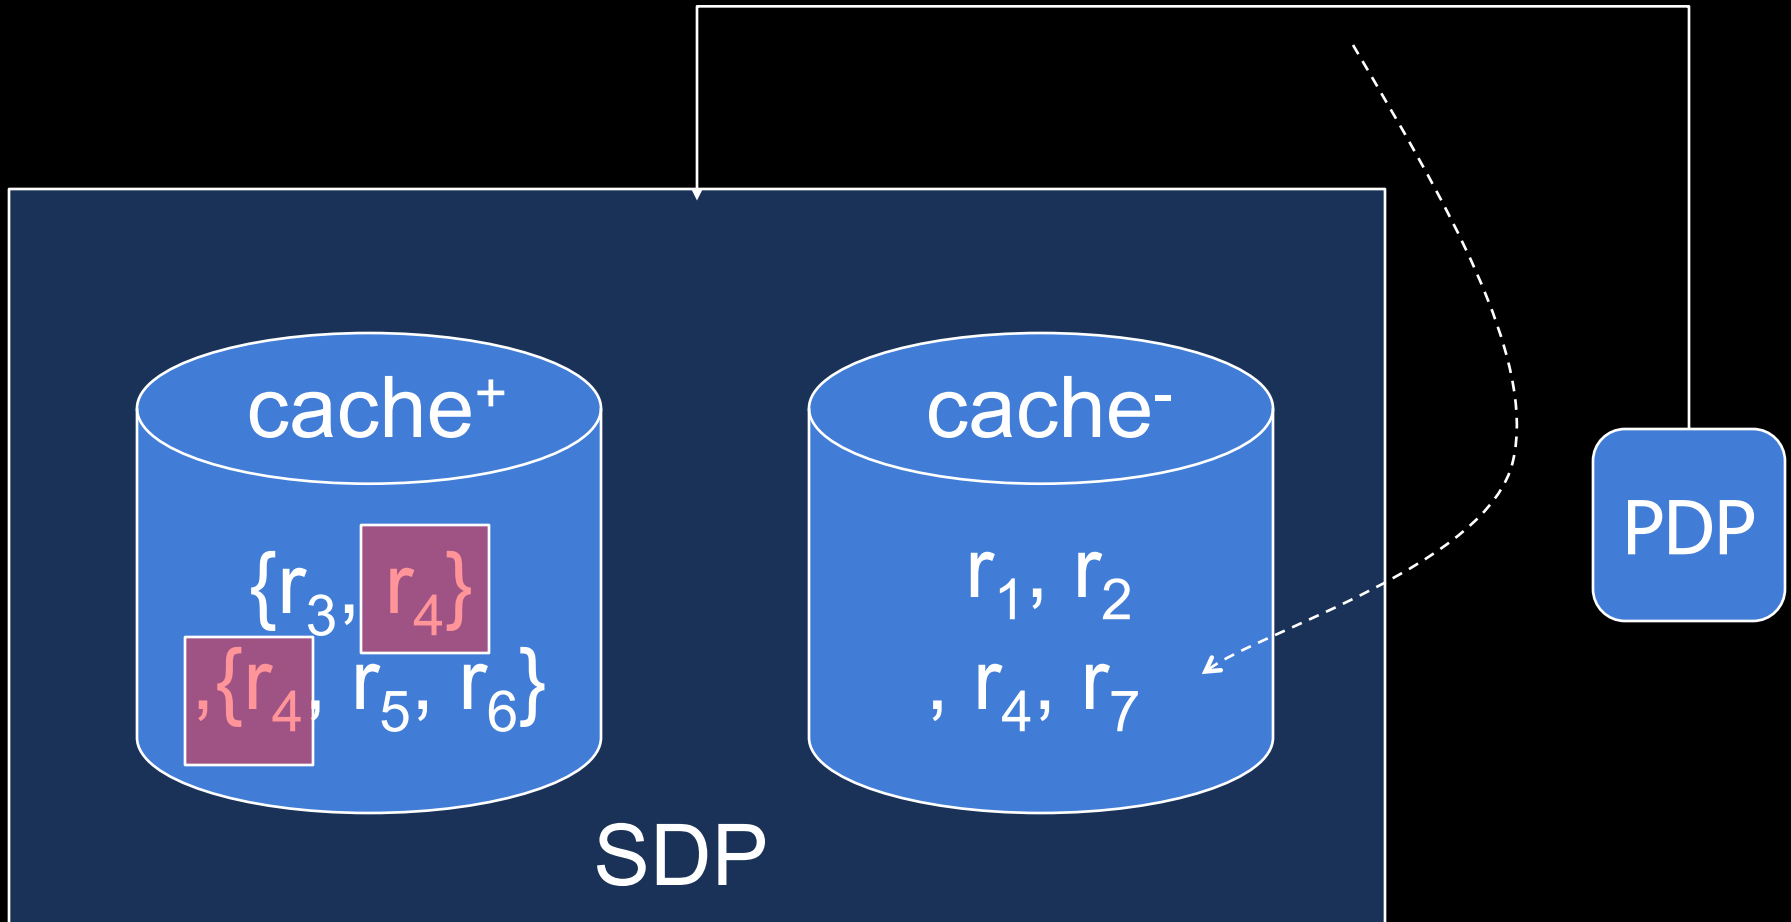 cache⁺
cache⁻
{r₃, r₄}
,{r₄, r₅, r₆}
r₁, r₂
, r₄, r₇
PDP
SDP